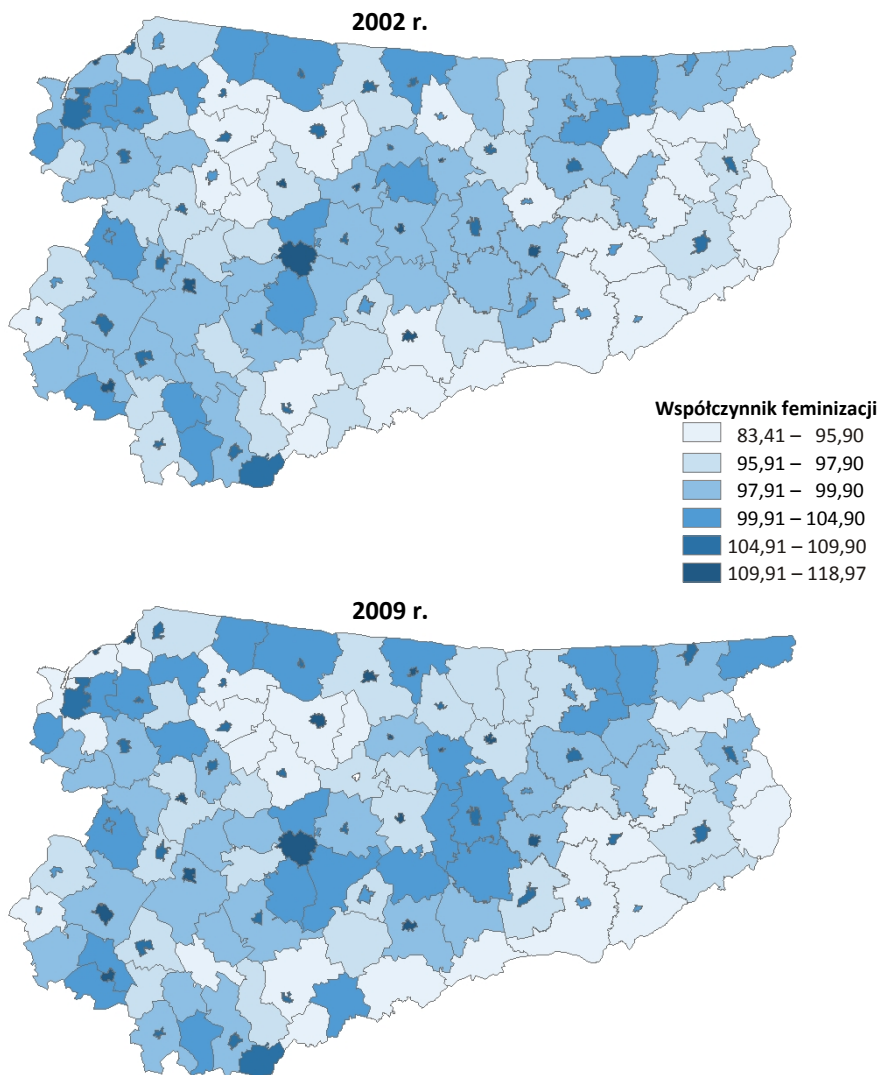 2002 r.
Współczynnik feminizacji
83,41 – 95,90
95,91 – 97,90
97,91 – 99,90
99,91 – 104,90
104,91 – 109,90
109,91 – 118,97
2009 r.